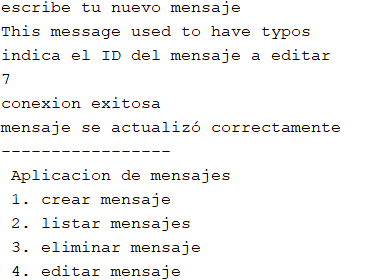 escribe tu nuevo mensaje
This message used to have typos
indica el ID del mensaje a editar
7
conexion exitosa
mensaje se actualizó correctamente
-----------------
Aplicacion de mensajes
1. crear mensaje
2. listar mensajes
3. eliminar mensaje
4. editar mensaje